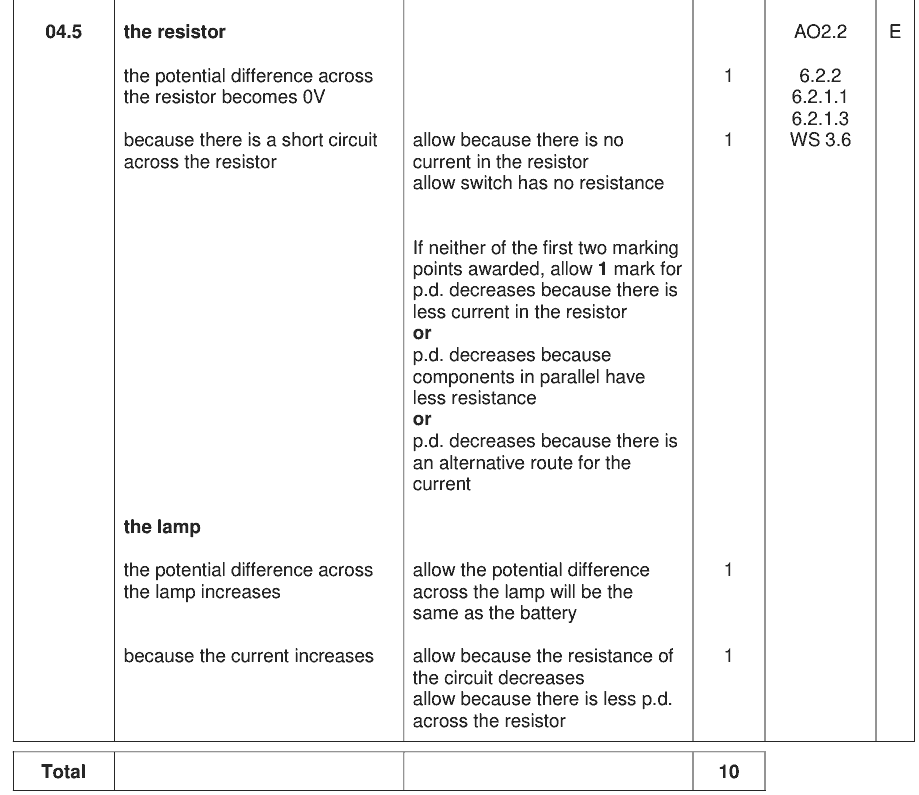 04.5 the resistor AO2.2 E
the potential difference across 1 6.2.2
the resistor becomes 0V 6.2.1.1
6.2.1.3
because there is a short circuit allow because there is no 1 WS 3.6
across the resistor current in the resistor
allow switch has no resistance
If neither of the first two marking
points awarded, allow 1 mark for
p.d. decreases because there is
less current in the resistor
or
p.d. decreases because
components in parallel have
less resistance
or
p.d. decreases because there is
an alternative route for the
current
the lamp
the potential difference across allow the potential difference 1
the lamp increases across the lamp will be the
same as the battery
because the current increases allow because the resistance of 1
the circuit decreases
allow because there is less p.d.
across the resistor
Total 10